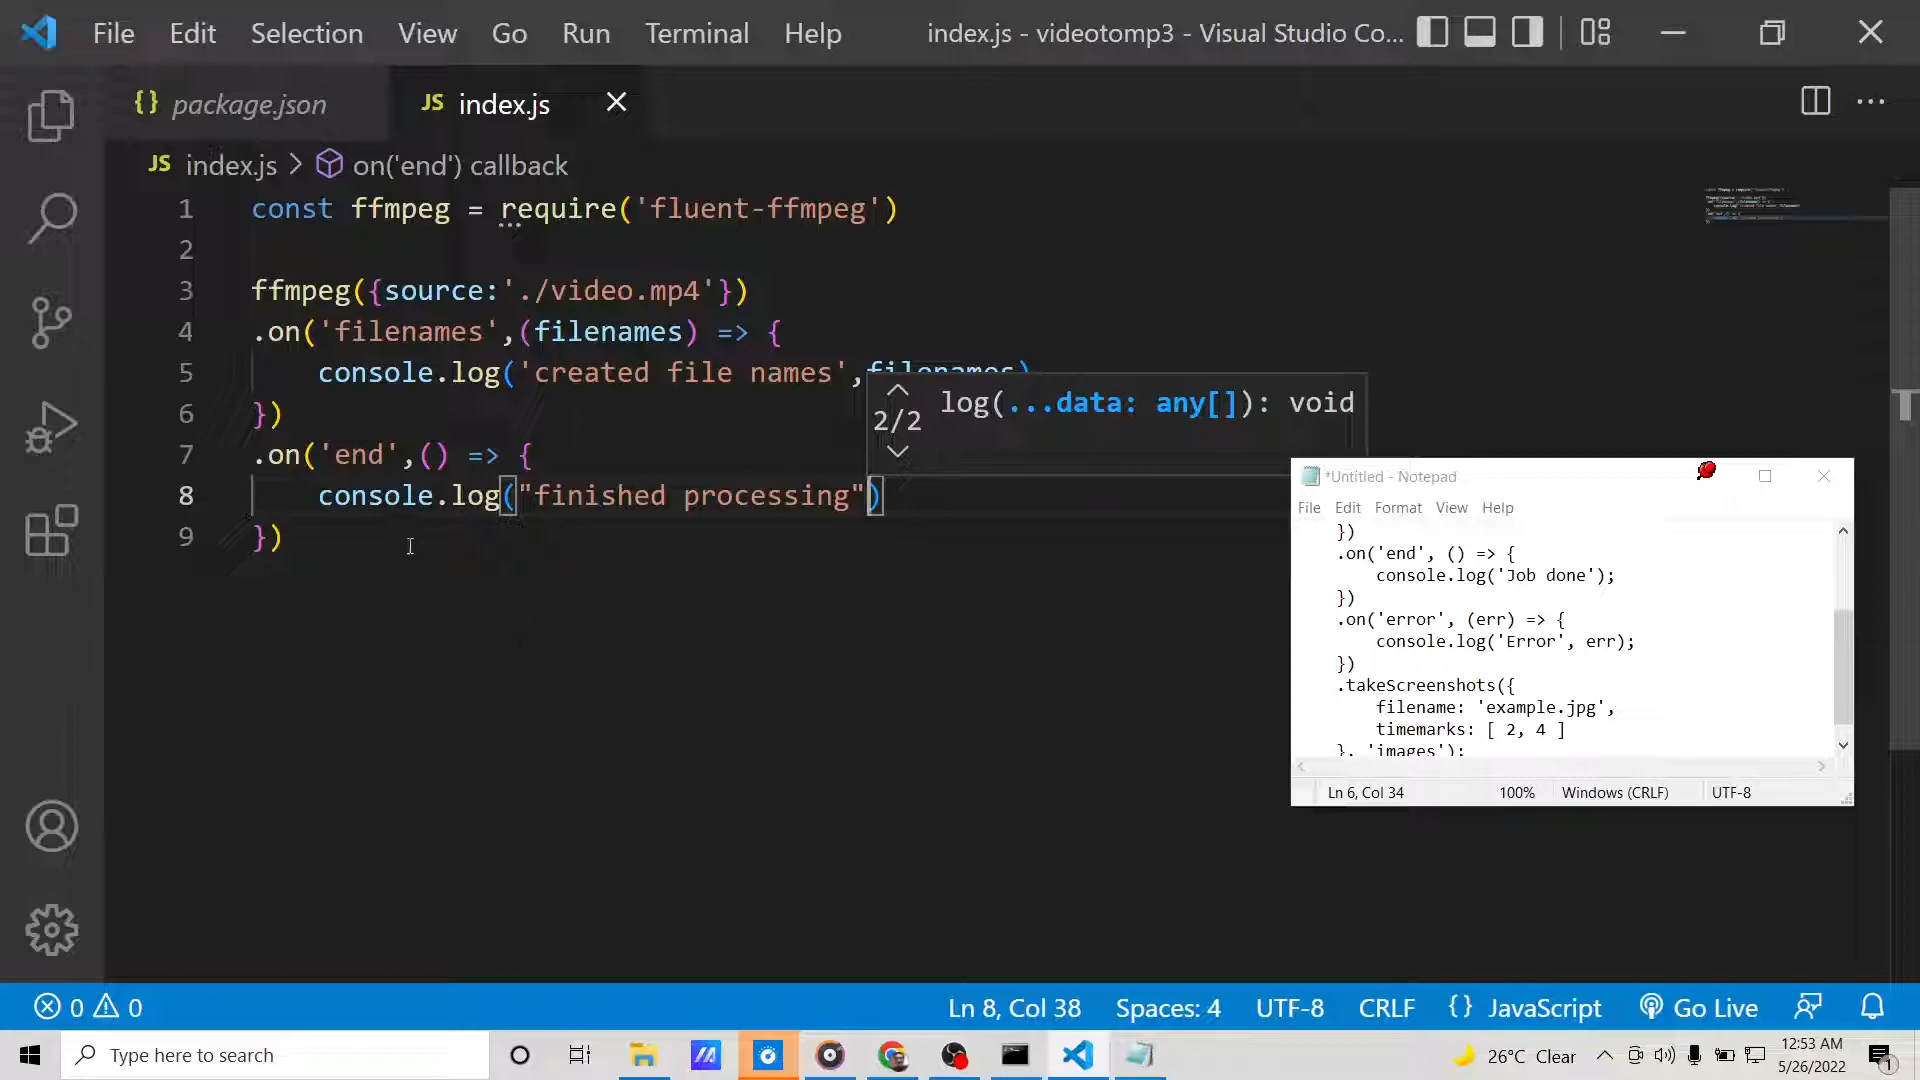 File Edit Selection View Go Run Terminal Help index.js - videotomp3 - Visual Studio Co...
{} package.json JS index.js
JS index.js > on('end') callback
1 const ffmpeg = require('fluent-ffmpeg')
2
3 ffmpeg({source:'./video.mp4'})
4 .on('filenames',(filenames) => {
5 console.log('created file names',filenames)
6 })
7 .on('end',() => {
8 console.log("finished processing")
9 })
2/2 log(...data: any[]): void
*Untitled - Notepad
File Edit Format View Help
})
.on('end', () => {
console.log('Job done');
})
.on('error', (err) => {
console.log('Error', err);
})
.takeScreenshots({
filename: 'example.jpg',
timemarks: [ 2, 4 ]
}, 'images');
Ln 6, Col 34 100% Windows (CRLF) UTF-8
0 0 Ln 8, Col 38 Spaces: 4 UTF-8 CRLF {} JavaScript Go Live
Type here to search 26°C Clear 12:53 AM
5/26/2022 1